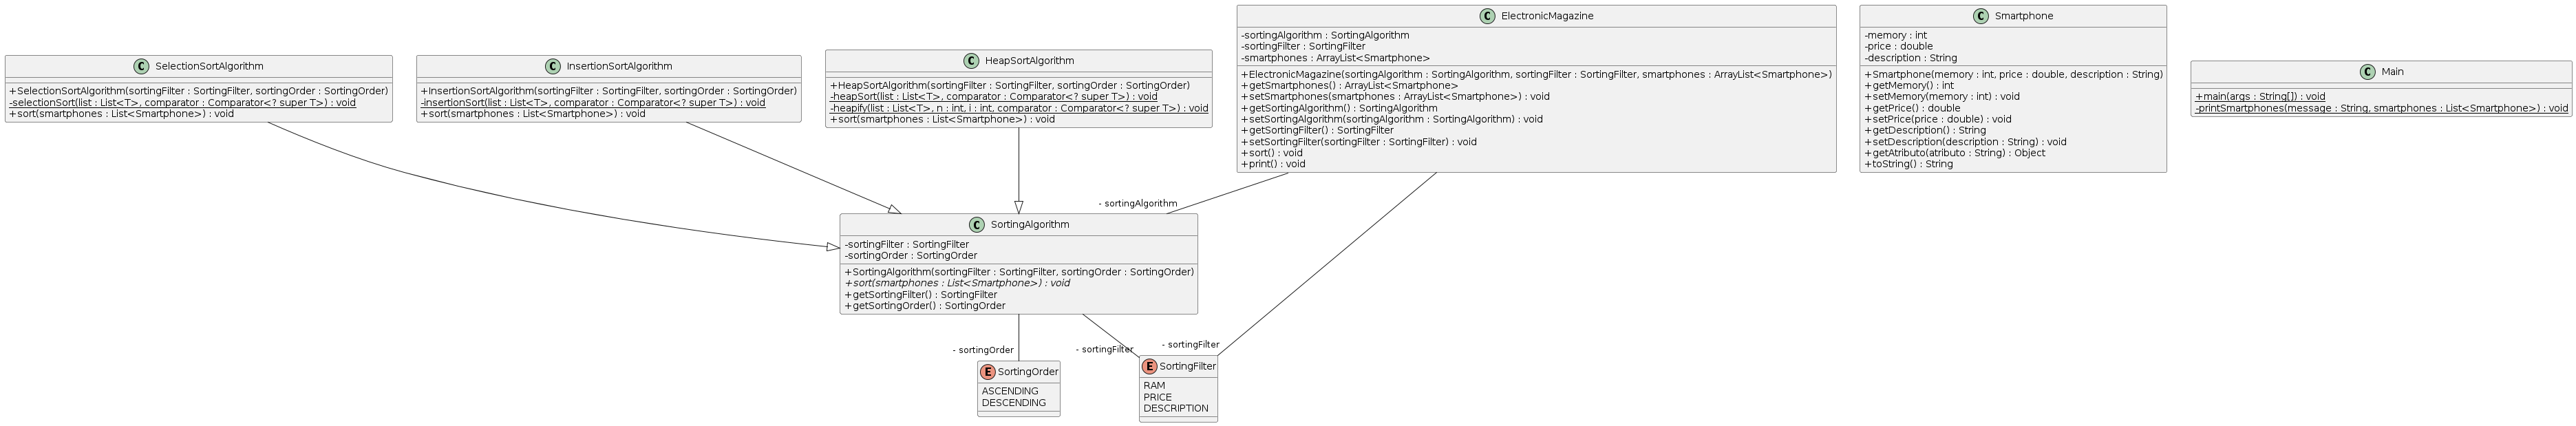 SelectionSortAlgorithm
+SelectionSortAlgorithm(sortingFilter : SortingFilter, sortingOrder : SortingOrder)
-selectionSort(list : List<T>, comparator : Comparator<? super T>) : void
+sort(smartphones : List<Smartphone>) : void
InsertionSortAlgorithm
+InsertionSortAlgorithm(sortingFilter : SortingFilter, sortingOrder : SortingOrder)
-insertionSort(list : List<T>, comparator : Comparator<? super T>) : void
+sort(smartphones : List<Smartphone>) : void
HeapSortAlgorithm
+HeapSortAlgorithm(sortingFilter : SortingFilter, sortingOrder : SortingOrder)
-heapSort(list : List<T>, comparator : Comparator<? super T>) : void
-heapify(list : List<T>, n : int, i : int, comparator : Comparator<? super T>) : void
+sort(smartphones : List<Smartphone>) : void
ElectronicMagazine
-sortingAlgorithm : SortingAlgorithm
-sortingFilter : SortingFilter
-smartphones : ArrayList<Smartphone>
+ElectronicMagazine(sortingAlgorithm : SortingAlgorithm, sortingFilter : SortingFilter, smartphones : ArrayList<Smartphone>)
+getSmartphones() : ArrayList<Smartphone>
+setSmartphones(smartphones : ArrayList<Smartphone>) : void
+getSortingAlgorithm() : SortingAlgorithm
+setSortingAlgorithm(sortingAlgorithm : SortingAlgorithm) : void
+getSortingFilter() : SortingFilter
+setSortingFilter(sortingFilter : SortingFilter) : void
+sort() : void
+print() : void
Smartphone
-memory : int
-price : double
-description : String
+Smartphone(memory : int, price : double, description : String)
+getMemory() : int
+setMemory(memory : int) : void
+getPrice() : double
+setPrice(price : double) : void
+getDescription() : String
+setDescription(description : String) : void
+getAtributo(atributo : String) : Object
+toString() : String
Main
+main(args : String[]) : void
-printSmartphones(message : String, smartphones : List<Smartphone>) : void
- sortingAlgorithm
SortingAlgorithm
-sortingFilter : SortingFilter
-sortingOrder : SortingOrder
+SortingAlgorithm(sortingFilter : SortingFilter, sortingOrder : SortingOrder)
+sort(smartphones : List<Smartphone>) : void
+getSortingFilter() : SortingFilter
+getSortingOrder() : SortingOrder
- sortingOrder
- sortingFilter
- sortingFilter
SortingOrder
ASCENDING
DESCENDING
SortingFilter
RAM
PRICE
DESCRIPTION